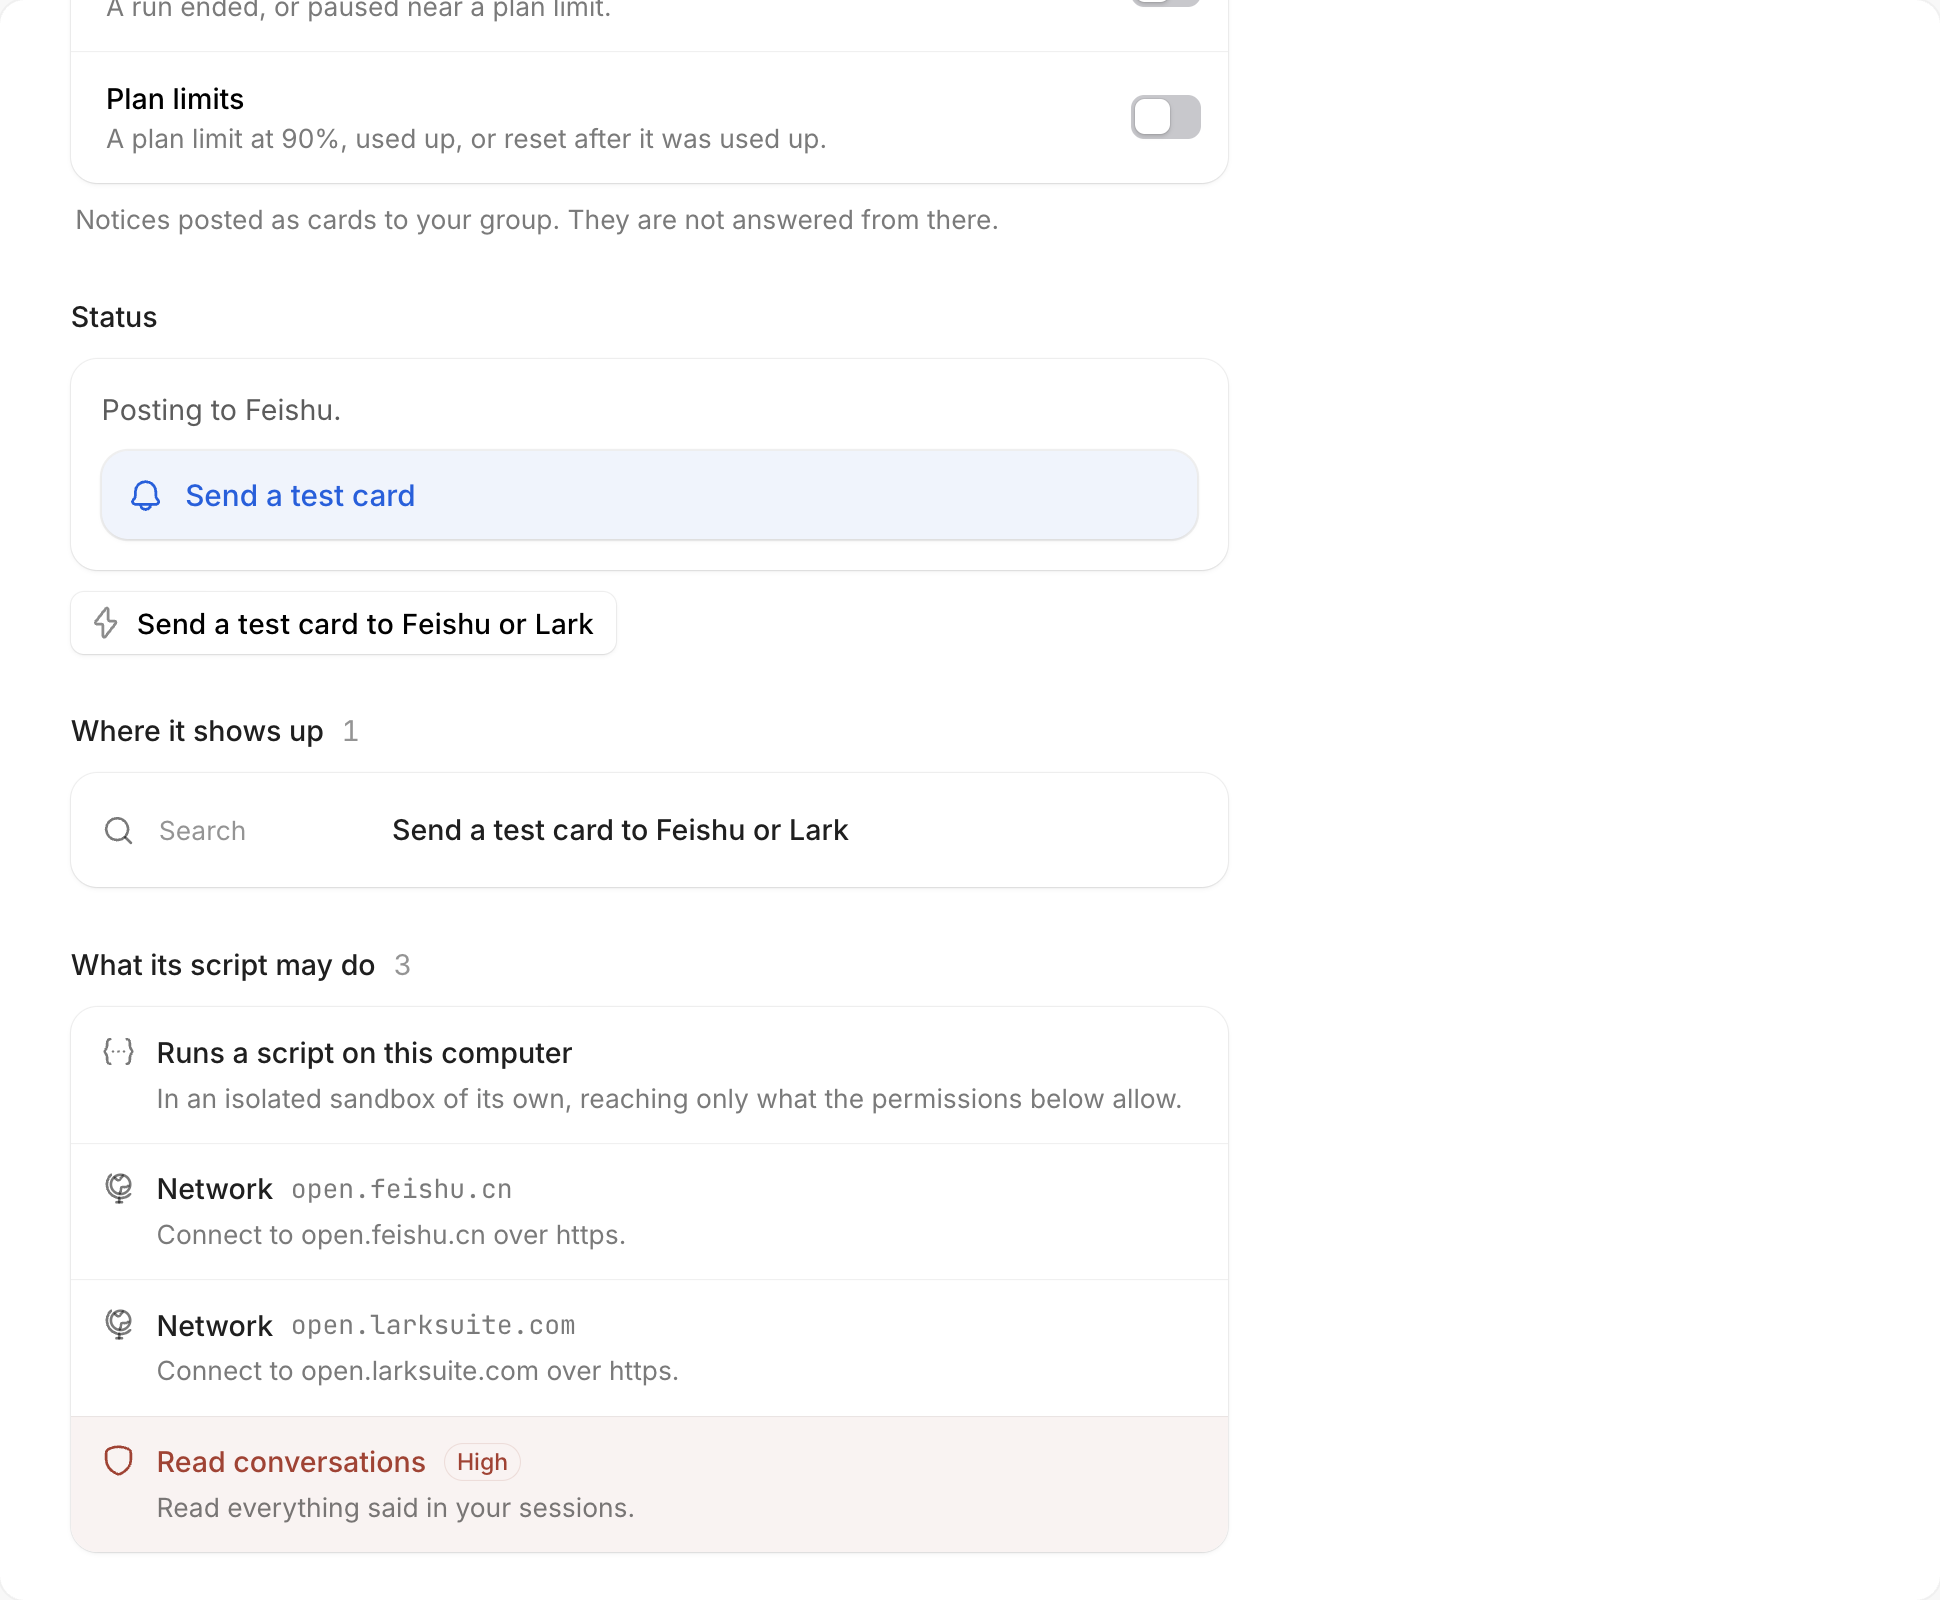 A run ended, or paused near a plan limit.
Plan limits
A plan limit at 90%, used up, or reset after it was used up.
Notices posted as cards to your group. They are not answered from there.
Status
Posting to Feishu.
Send a test card
Send a test card to Feishu or Lark
Where it shows up 1
Search Send a test card to Feishu or Lark
What its script may do 3
Runs a script on this computer
In an isolated sandbox of its own, reaching only what the permissions below allow.
Network open.feishu.cn
Connect to open.feishu.cn over https.
Network open.larksuite.com
Connect to open.larksuite.com over https.
Read conversations High
Read everything said in your sessions.